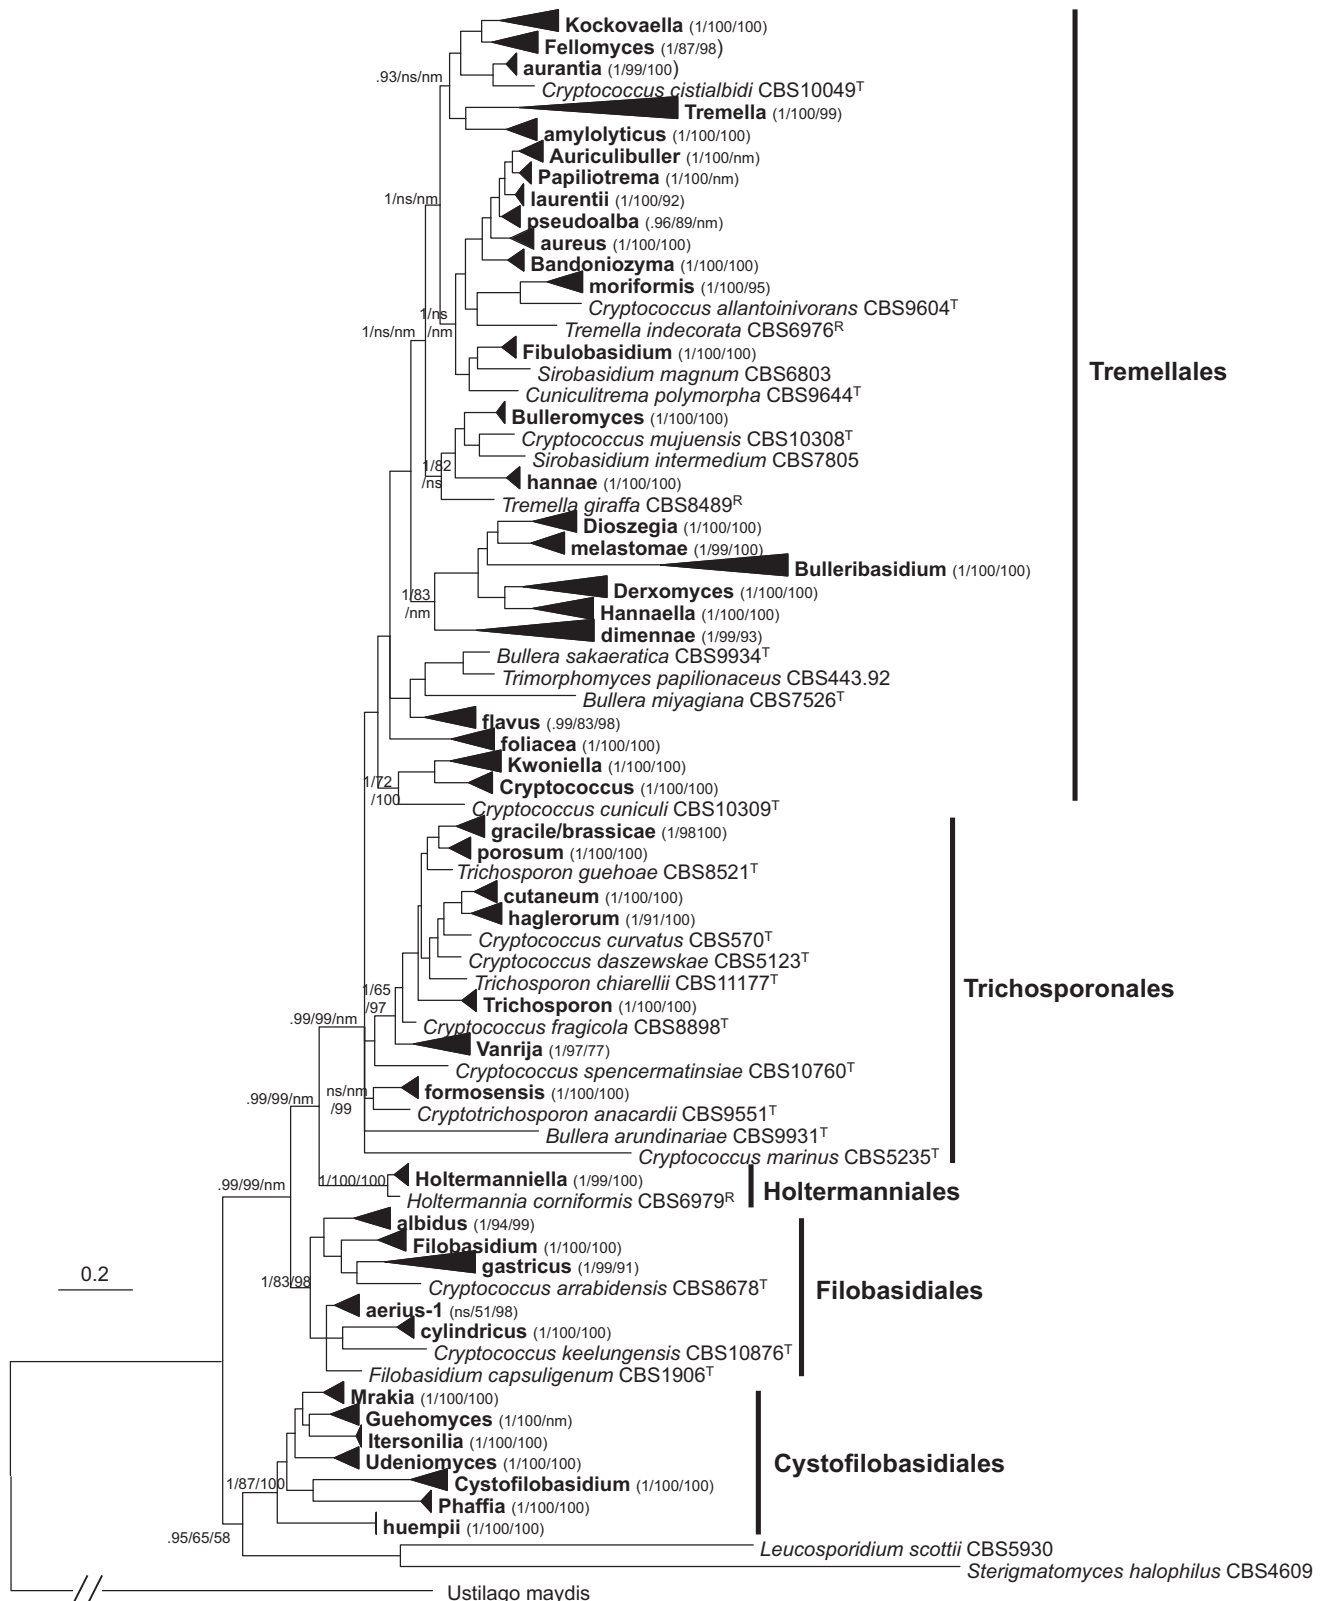 Kockovaella (1/100/100)
Fellomyces (1/87/98)
aurantia (1/99/100)
.93/ns/nm
Cryptococcus cistialbidi CBS10049ᵀ
Tremella (1/100/99)
amylolyticus (1/100/100)
Auriculibuller (1/100/nm)
Papiliotrema (1/100/nm)
laurentii (1/100/92)
1/ns/nm
pseudoalba (.96/89/nm)
aureus (1/100/100)
Bandoniozyma (1/100/100)
moriformis (1/100/95)
Cryptococcus allantoinivorans CBS9604ᵀ
1/ns
/nm
1/ns/nm
Tremella indecorata CBS6976ᴿ
Fibulobasidium (1/100/100)
Sirobasidium magnum CBS6803
Tremellales
Cuniculitrema polymorpha CBS9644ᵀ
Bulleromyces (1/100/100)
Cryptococcus mujuensis CBS10308ᵀ
Sirobasidium intermedium CBS7805
1/82
/ns
hannae (1/100/100)
Tremella giraffa CBS8489ᴿ
Dioszegia (1/100/100)
melastomae (1/99/100)
Bulleribasidium (1/100/100)
Derxomyces (1/100/100)
1/83
/nm
Hannaella (1/100/100)
dimennae (1/99/93)
Bullera sakaeratica CBS9934ᵀ
Trimorphomyces papilionaceus CBS443.92
Bullera miyagiana CBS7526ᵀ
flavus (.99/83/98)
foliacea (1/100/100)
Kwoniella (1/100/100)
1/72
/100
Cryptococcus (1/100/100)
Cryptococcus cuniculi CBS10309ᵀ
gracile/brassicae (1/98100)
porosum (1/100/100)
Trichosporon guehoae CBS8521ᵀ
cutaneum (1/100/100)
haglerorum (1/91/100)
Cryptococcus curvatus CBS570ᵀ
Cryptococcus daszewskae CBS5123ᵀ
Trichosporon chiarellii CBS11177ᵀ
Trichosporonales
1/65
/97
Trichosporon (1/100/100)
.99/99/nm
Cryptococcus fragicola CBS8898ᵀ
Vanrija (1/97/77)
Cryptococcus spencermatinsiae CBS10760ᵀ
ns/nm
/99
formosensis (1/100/100)
.99/99/nm
Cryptotrichosporon anacardii CBS9551ᵀ
Bullera arundinariae CBS9931ᵀ
Cryptococcus marinus CBS5235ᵀ
1/100/100
Holtermanniella (1/99/100)
.99/99/nm
Holtermanniales
Holtermannia corniformis CBS6979ᴿ
albidus (1/94/99)
Filobasidium (1/100/100)
gastricus (1/99/91)
0.2
1/83/98
Cryptococcus arrabidensis CBS8678ᵀ
Filobasidiales
aerius-1 (ns/51/98)
cylindricus (1/100/100)
Cryptococcus keelungensis CBS10876ᵀ
Filobasidium capsuligenum CBS1906ᵀ
Mrakia (1/100/100)
Guehomyces (1/100/nm)
Itersonilia (1/100/100)
Udeniomyces (1/100/100)
Cystofilobasidiales
1/87/100
Cystofilobasidium (1/100/100)
Phaffia (1/100/100)
huempii (1/100/100)
.95/65/58
Leucosporidium scottii CBS5930
Sterigmatomyces halophilus CBS4609
Ustilago maydis